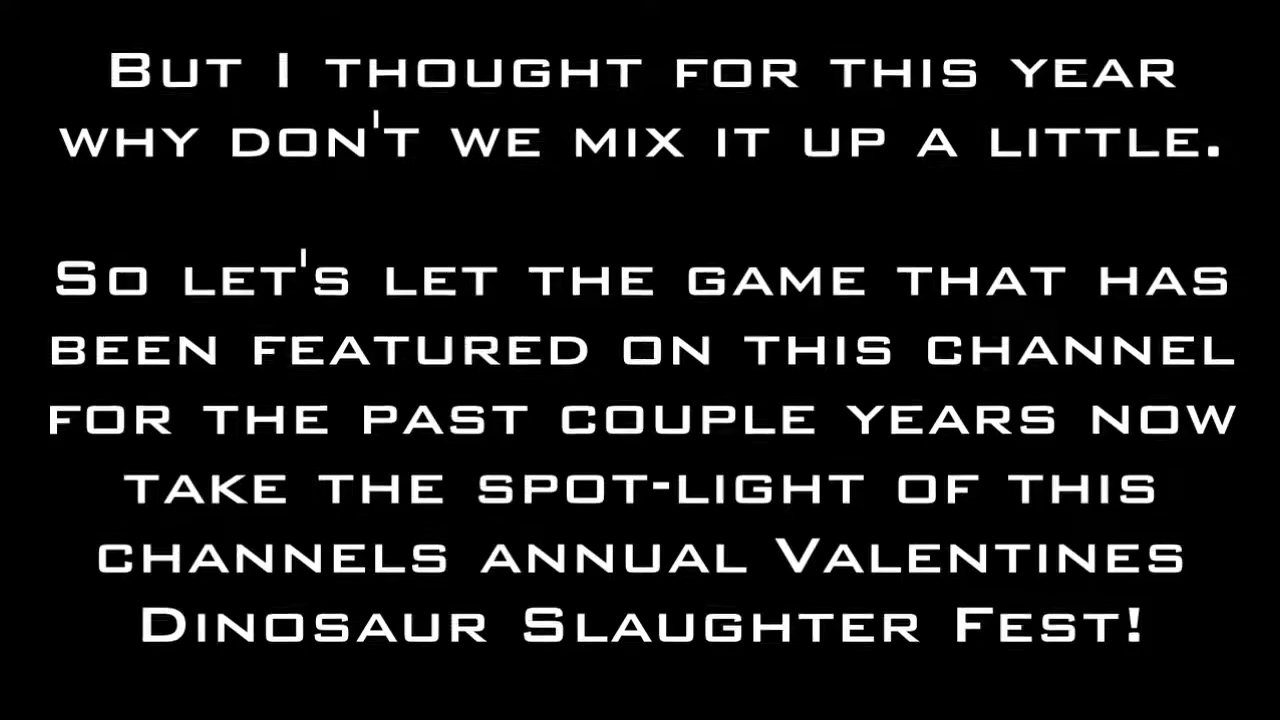 But I thought for this year
why don't we mix it up a little.
So let's let the game that has
been featured on this channel
for the past couple years now
take the spot-light of this
channels annual Valentines
Dinosaur Slaughter Fest!